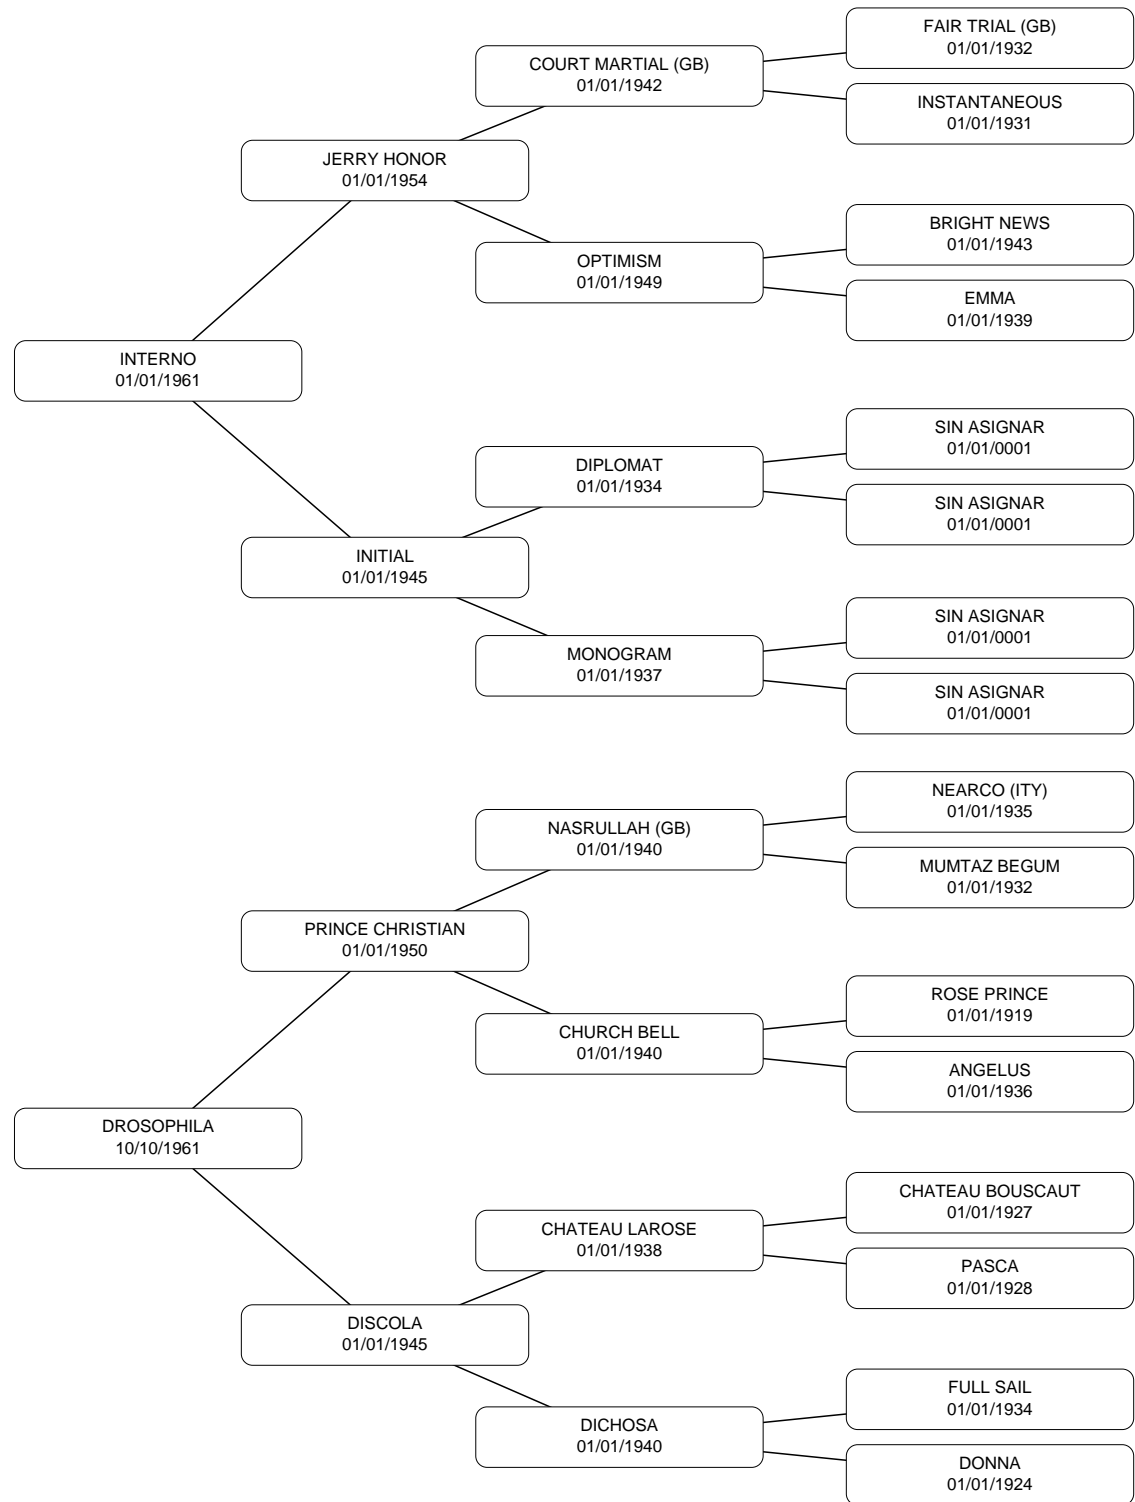 FAIR TRIAL (GB)
01/01/1932
COURT MARTIAL (GB)
01/01/1942
INSTANTANEOUS
01/01/1931
JERRY HONOR
01/01/1954
BRIGHT NEWS
01/01/1943
OPTIMISM
01/01/1949
EMMA
01/01/1939
INTERNO
01/01/1961
SIN ASIGNAR
01/01/0001
DIPLOMAT
01/01/1934
SIN ASIGNAR
01/01/0001
INITIAL
01/01/1945
SIN ASIGNAR
01/01/0001
MONOGRAM
01/01/1937
SIN ASIGNAR
01/01/0001
NEARCO (ITY)
01/01/1935
NASRULLAH (GB)
01/01/1940
MUMTAZ BEGUM
01/01/1932
PRINCE CHRISTIAN
01/01/1950
ROSE PRINCE
01/01/1919
CHURCH BELL
01/01/1940
ANGELUS
01/01/1936
DROSOPHILA
10/10/1961
CHATEAU BOUSCAUT
01/01/1927
CHATEAU LAROSE
01/01/1938
PASCA
01/01/1928
DISCOLA
01/01/1945
FULL SAIL
01/01/1934
DICHOSA
01/01/1940
DONNA
01/01/1924